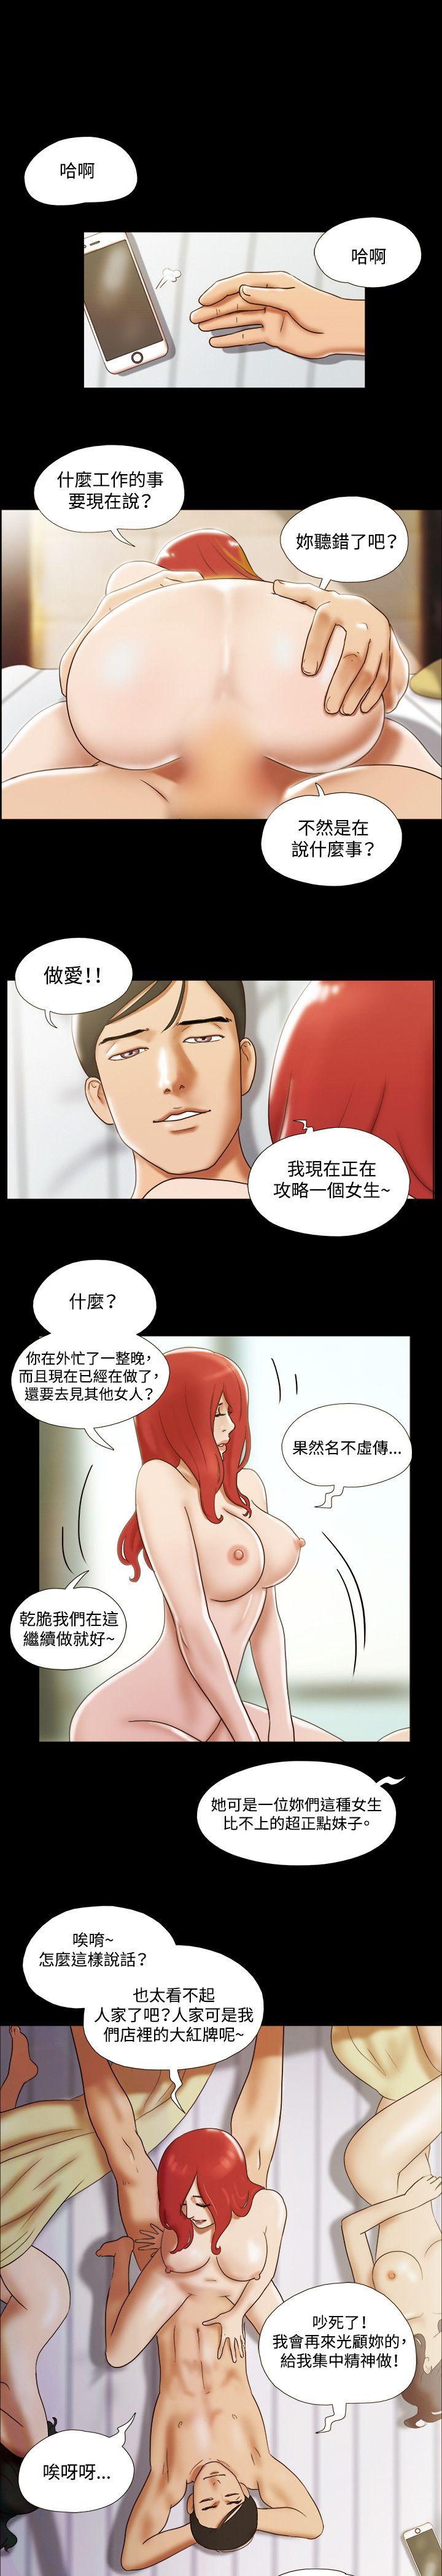 哈啊
哈啊
什麼工作的事
要現在說？
妳聽錯了吧？
不然是在
說什麼事？
做愛！！
我現在正在
攻略一個女生~
什麼？
你在外忙了一整晚，
而且現在已經在做了，
還要去見其他女人？
果然名不虛傳...
乾脆我們在這
繼續做就好~
她可是一位妳們這種女生
比不上的超正點妹子。
唉唷~
怎麼這樣說話？
也太看不起
人家了吧？人家可是我
們店裡的大紅牌呢~
吵死了！
我會再來光顧妳的，
給我集中精神做！
唉呀呀...